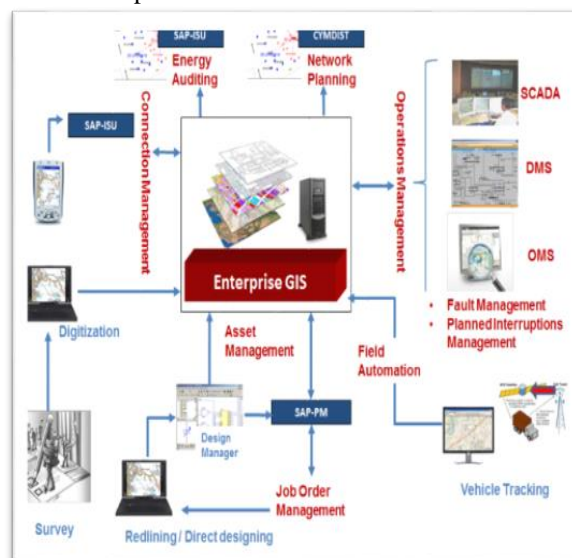 SAP-ISU
Energy
Auditing
CYMDIST
Network
Planning
SAP-ISU
Connection Management
Operations Management
SCADA
DMS
OMS
Enterprise GIS
• Fault Management
• Planned Interruptions
Management
Digitization
Asset
Management
Field
Automation
Design
Manager
SAP-PM
Job Order
Management
Vehicle Tracking
Survey
Redlining / Direct designing